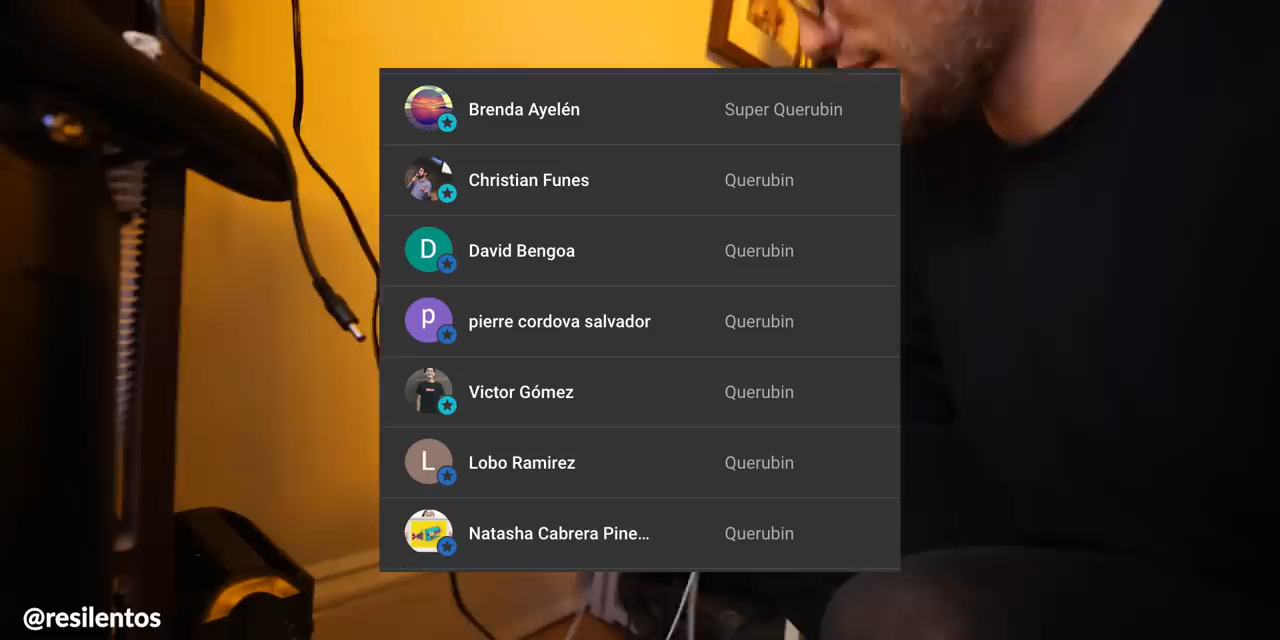 Brenda Ayelén Super Querubin
Christian Funes Querubin
D David Bengoa Querubin
p pierre cordova salvador Querubin
Victor Gómez Querubin
L Lobo Ramirez Querubin
Natasha Cabrera Pine... Querubin
@resilentos